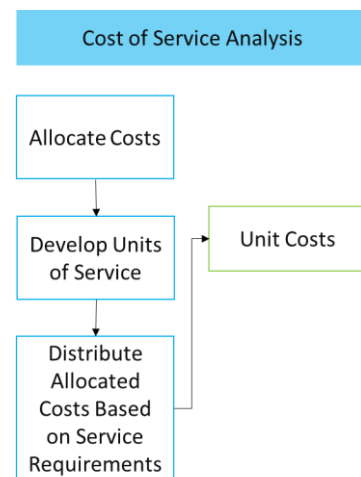 Cost of Service Analysis
Allocate Costs
Develop Units
of Service
Unit Costs
Distribute
Allocated
Costs Based
on Service
Requirements